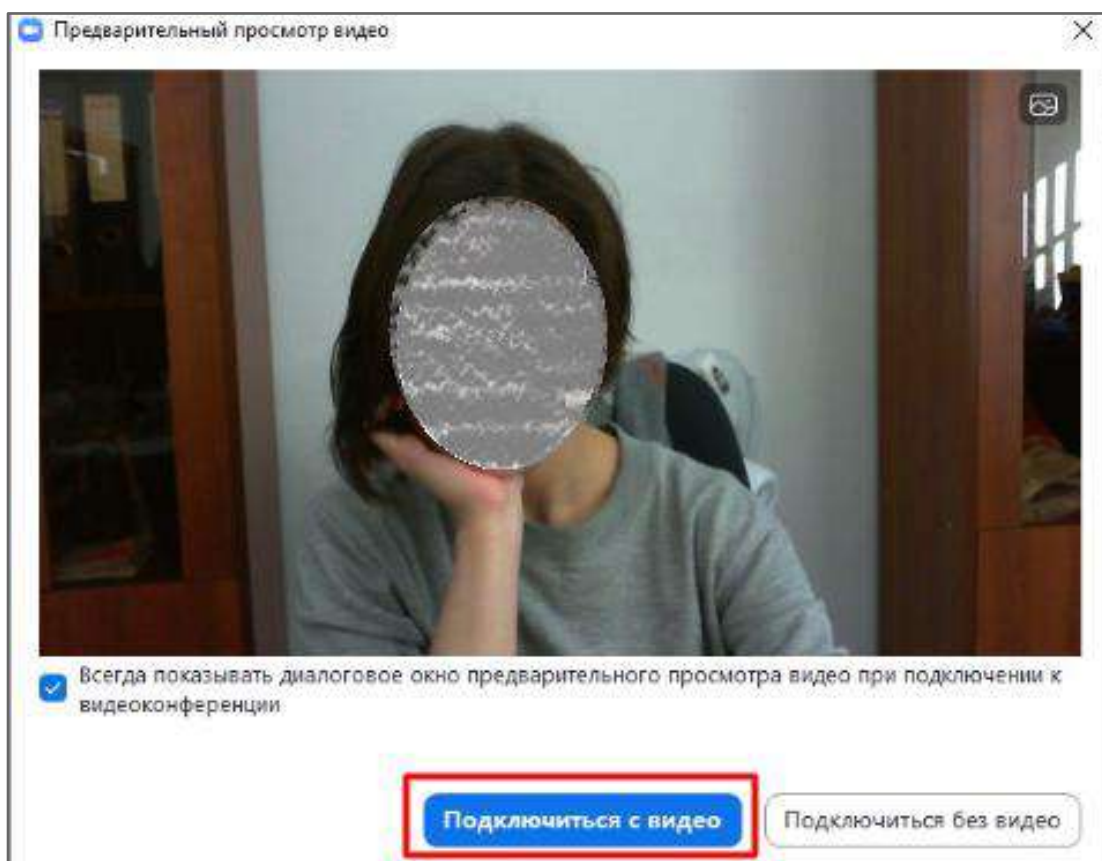 Предварительный просмотр видео
Всегда показывать диалоговое окно предварительного просмотра видео при подключении к
видеоконференции
Подключиться с видео
Подключиться без видео